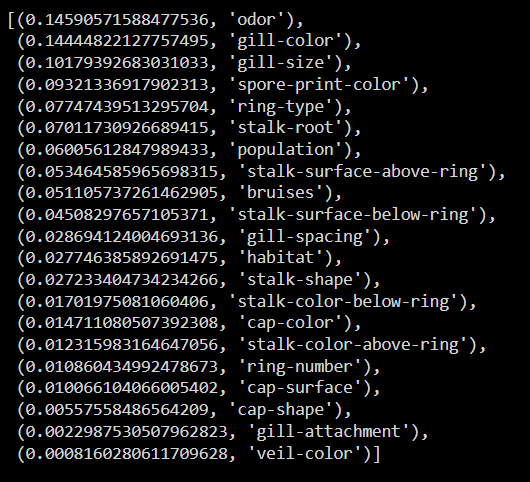 [(0.14590571588477536, 'odor'),
(0.14444822127757495, 'gill-color'),
(0.10179392683031033, 'gill-size'),
(0.09321336917902313, 'spore-print-color'),
(0.07747439513295704, 'ring-type'),
(0.07011730926689415, 'stalk-root'),
(0.06005612847989433, 'population'),
(0.053464585965698315, 'stalk-surface-above-ring'),
(0.051105737261462905, 'bruises'),
(0.04508297657105371, 'stalk-surface-below-ring'),
(0.028694124004693136, 'gill-spacing'),
(0.027746385892691475, 'habitat'),
(0.027233404734234266, 'stalk-shape'),
(0.01701975081060406, 'stalk-color-below-ring'),
(0.014711080507392308, 'cap-color'),
(0.012315983164647056, 'stalk-color-above-ring'),
(0.010860434992478673, 'ring-number'),
(0.010066104066005402, 'cap-surface'),
(0.00557558486564209, 'cap-shape'),
(0.0022987530507962823, 'gill-attachment'),
(0.0008160280611709628, 'veil-color')]